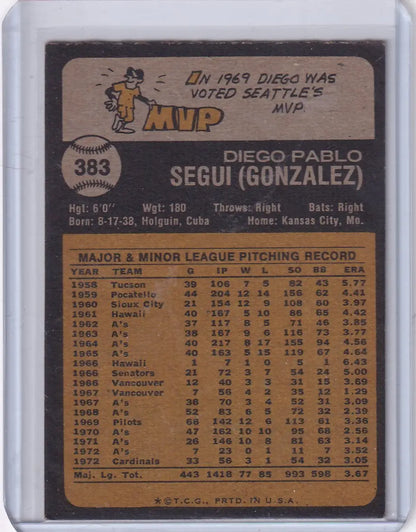 IN 1969 DIEGO WAS
VOTED SEATTLE'S
MVP.
MVP
383
DIEGO PABLO
SEGUI (GONZALEZ)
Hgt: 6'0" Wgt: 180 Throws: Right Bats: Right
Born: 8-17-38, Holguin, Cuba Home: Kansas City, Mo.
MAJOR & MINOR LEAGUE PITCHING RECORD
YEAR TEAM G IP W L SO BB ERA
1958 Tucson 39 106 7 5 82 43 5.77
1959 Pocatello 44 204 12 14 156 62 4.41
1960 Sioux City 21 154 12 9 108 60 3.97
1961 Hawaii 40 167 5 10 86 65 4.42
1962 A's 37 117 8 5 71 46 3.85
1963 A's 38 167 9 6 116 73 3.77
1964 A's 40 217 8 17 155 94 4.56
1965 A's 40 163 5 15 119 67 4.64
1966 Hawaii 1 7 1 0 5 1 6.43
1966 Senators 21 72 3 7 54 24 5.00
1966 Vancouver 12 40 3 3 31 15 3.69
1967 Vancouver 7 56 4 2 35 12 1.29
1967 A's 36 70 3 4 52 31 3.09
1968 A's 52 83 6 5 72 32 2.39
1969 Pilots 68 142 12 6 113 61 3.36
1970 A's 47 162 10 10 95 68 2.56
1971 A's 26 146 10 8 81 63 3.14
1972 A's 7 23 0 1 11 7 3.52
1972 Cardinals 33 56 3 1 54 32 3.05
Maj. Lg. Tot. 443 1418 77 85 993 598 3.67
*©T.C.G., PRTD. IN U.S.A.